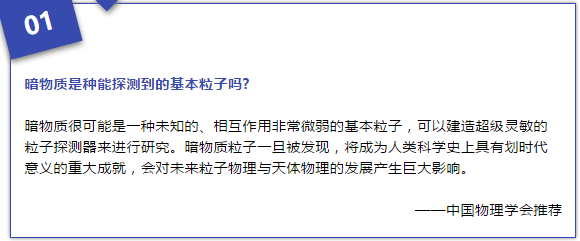 01
暗物质是种能探测到的基本粒子吗?
暗物质很可能是一种未知的、相互作用非常微弱的基本粒子，可以建造超级灵敏的
粒子探测器来进行研究。暗物质粒子一旦被发现，将成为人类科学史上具有划时代
意义的重大成就，会对未来粒子物理与天体物理的发展产生巨大影响。
——中国物理学会推荐